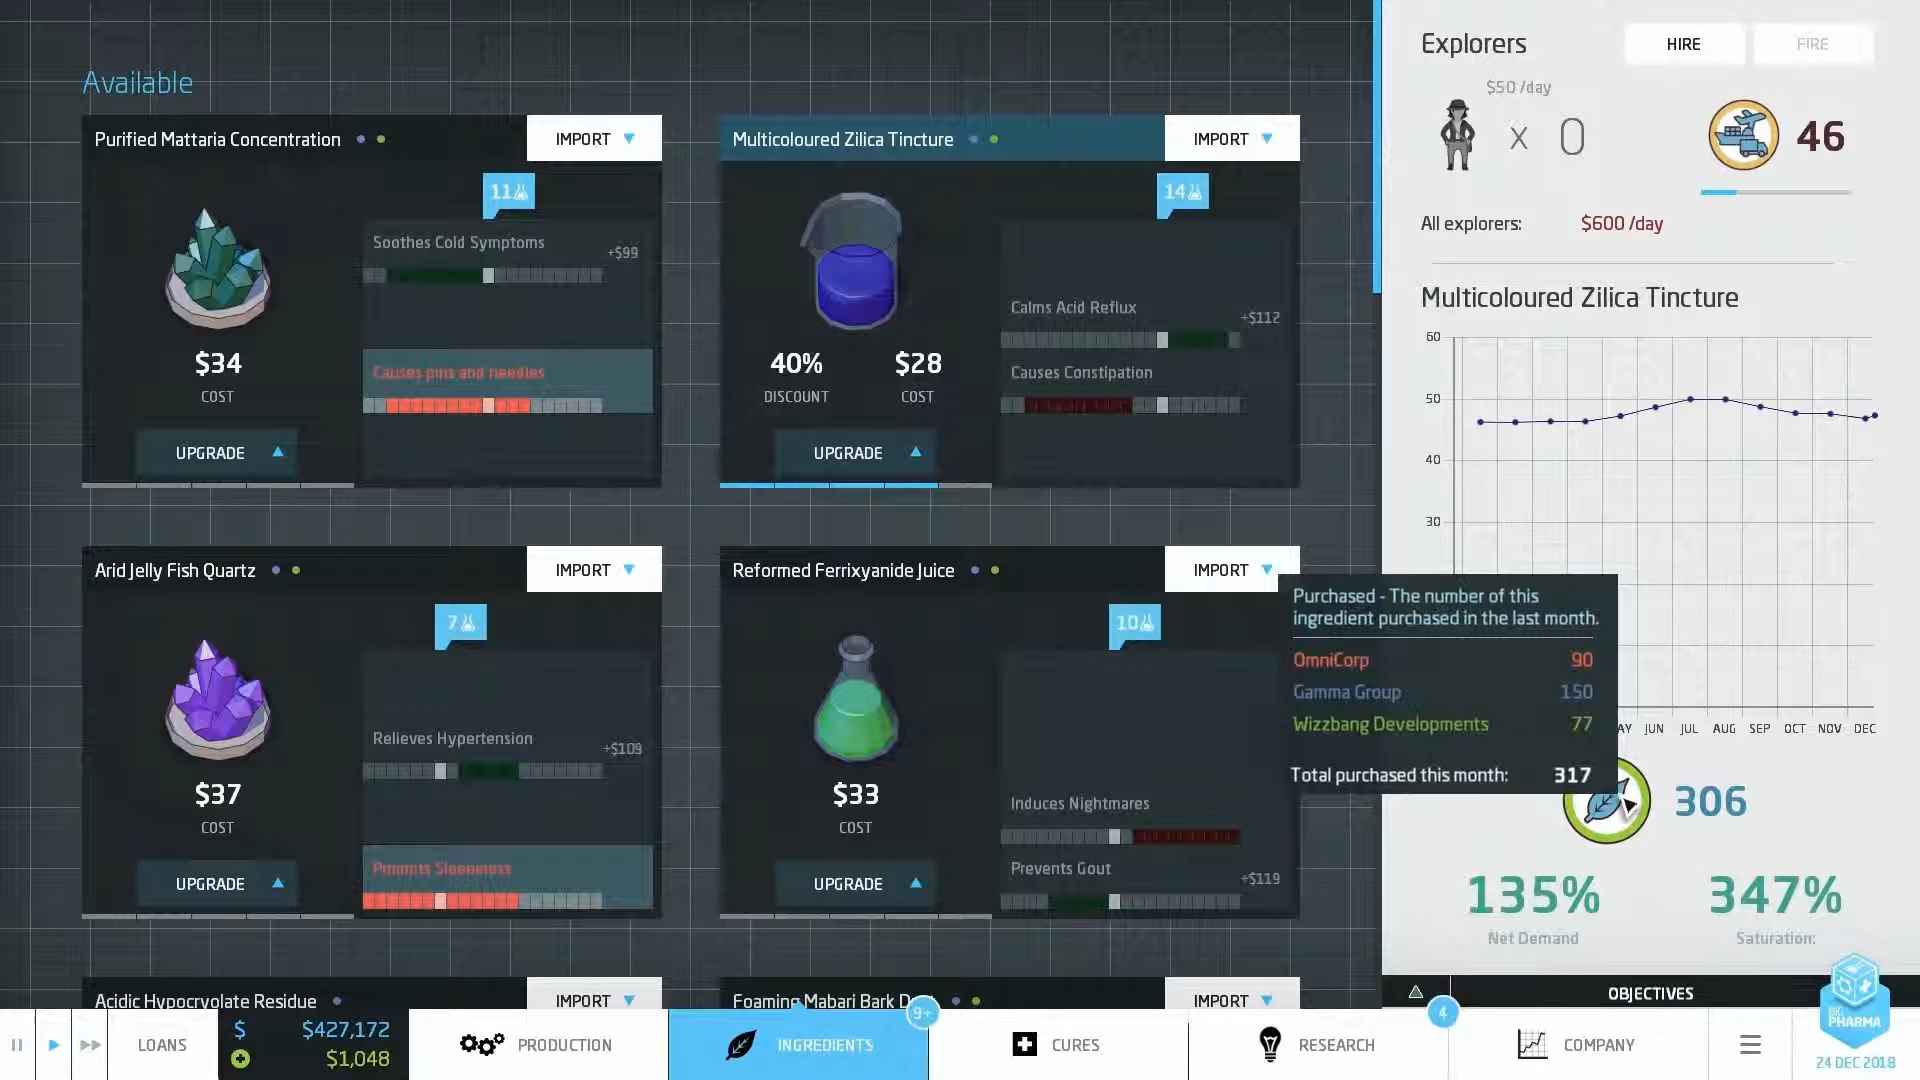 Available
Purified Mattaria Concentration
IMPORT
11
Soothes Cold Symptoms
+$99
$34
COST
Causes pins and needles
UPGRADE
Multicoloured Zilica Tincture
IMPORT
14
Calms Acid Reflux
+$112
40%
$28
DISCOUNT
COST
Causes Constipation
UPGRADE
Arid Jelly Fish Quartz
IMPORT
7
Relieves Hypertension
+$109
$37
COST
Prompts Sleepiness
UPGRADE
Reformed Ferrixyanide Juice
IMPORT
10
Induces Nightmares
$33
COST
Prevents Gout
+$119
UPGRADE
Acidic Hypocryolate Residue
IMPORT
Foaming Mabari Bark
IMPORT
Explorers
HIRE
FIRE
$50 /day
X 0
46
All explorers:
$600 /day
Multicoloured Zilica Tincture
60
50
40
30
JUN JUL AUG SEP OCT NOV DEC
Purchased - The number of this
ingredient purchased in the last month.
OmniCorp 90
Gamma Group 150
Wizzbang Developments 77
Total purchased this month: 317
306
135%
347%
Net Demand
Saturation:
OBJECTIVES
LOANS
$ $427,172
$1,048
PRODUCTION
INGREDIENTS
9+
CURES
RESEARCH
4
COMPANY
BIG
PHARMA
24 DEC 2018